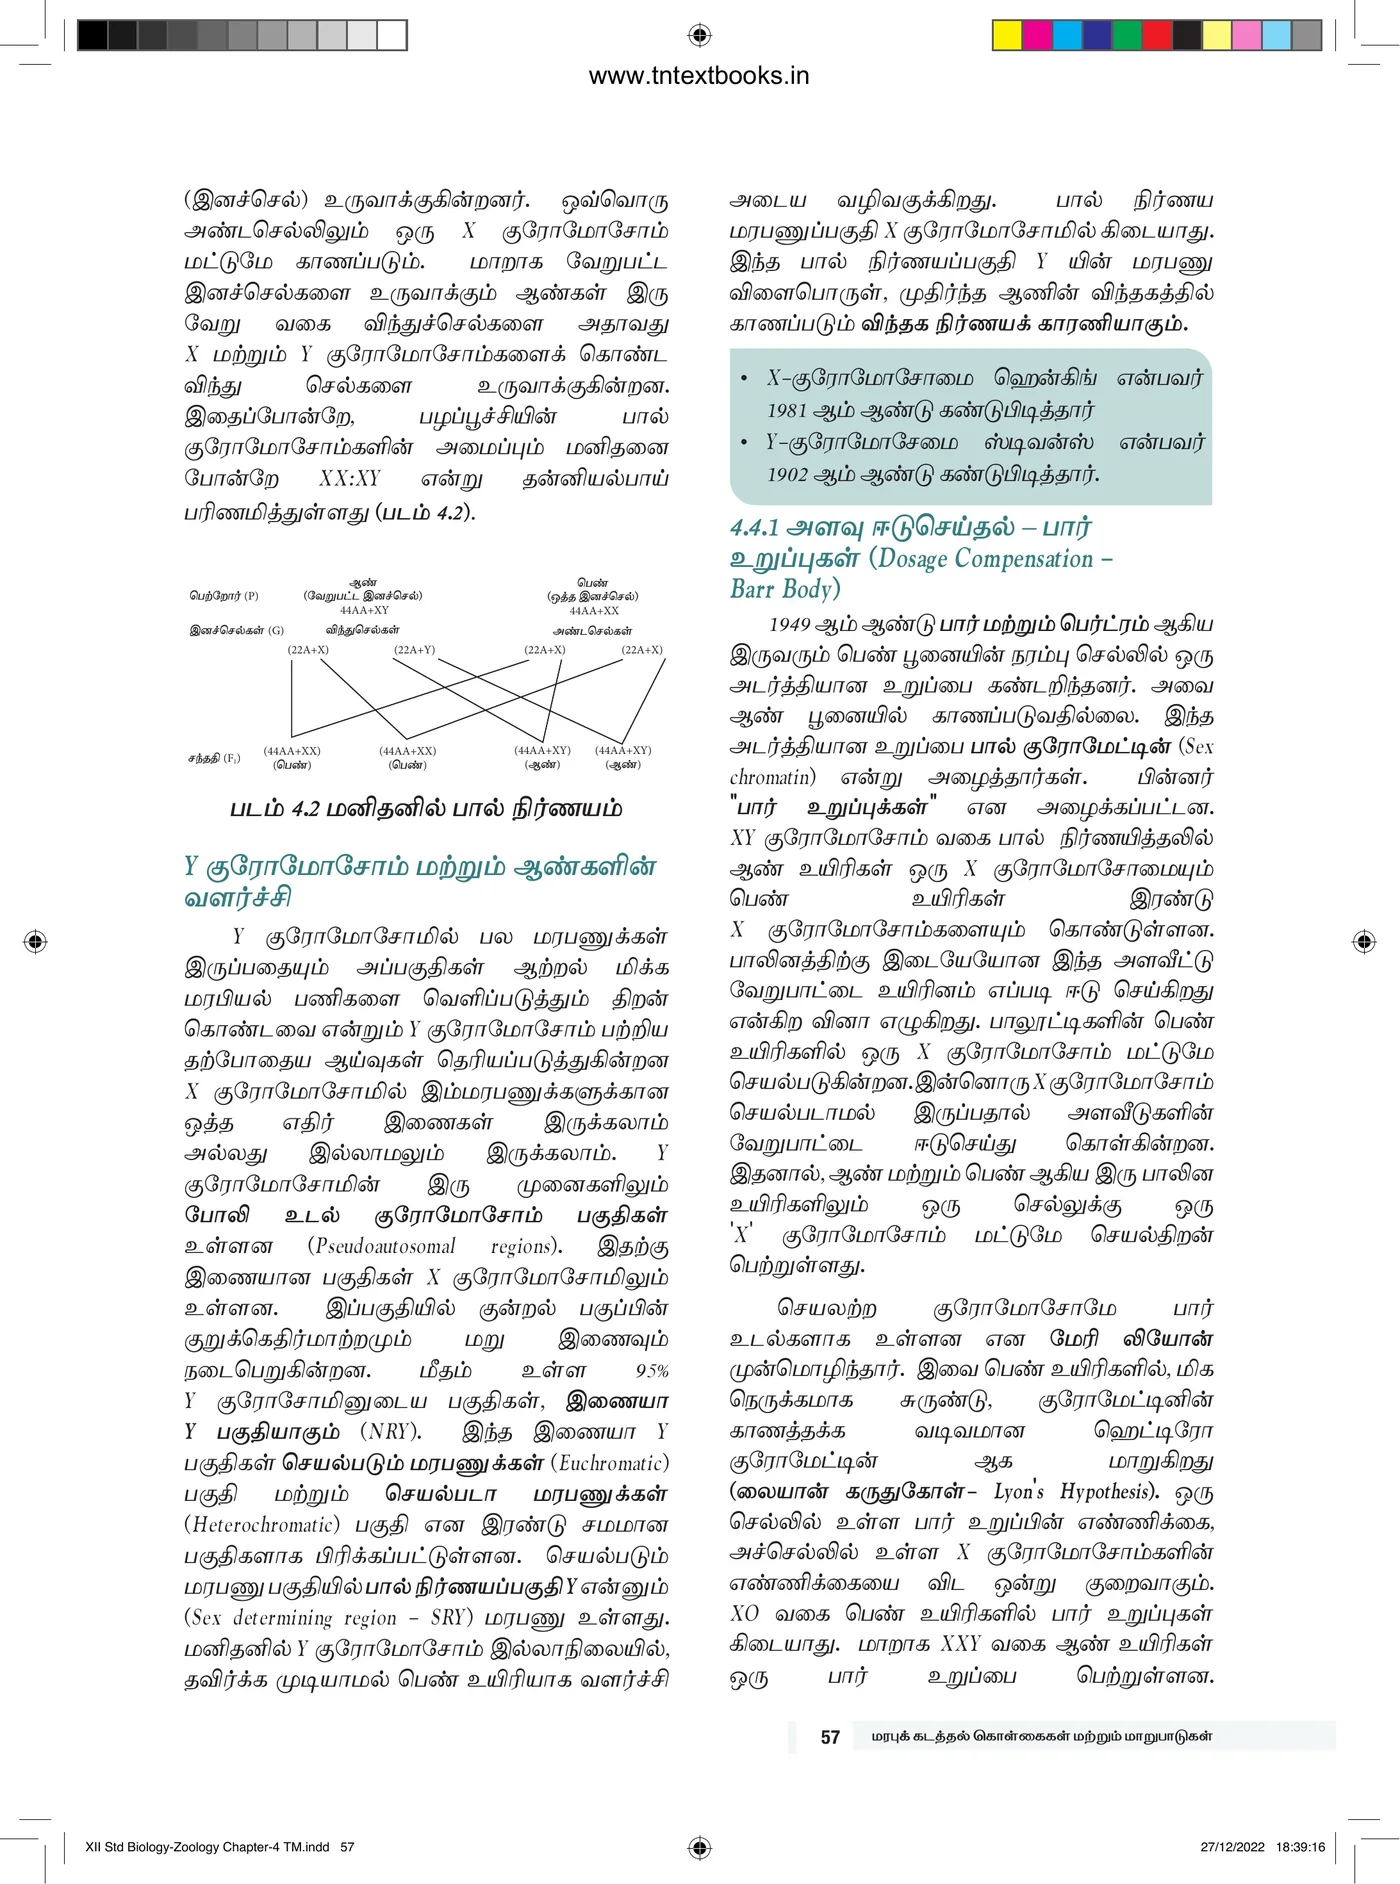 www.tntextbooks.in
(இனச்செல்) உருவாக்குகின்றனர். ஒவ்வொரு
அண்டசெல்லிலும் ஒரு X குரோமோசோம்
மட்டுமே காணப்படும். மாறாக வேறுபட்ட
இனச்செல்களை உருவாக்கும் ஆண்கள் இரு
வேறு வகை விந்துச்செல்களை அதாவது
X மற்றும் Y குரோமோசோம்களைக் கொண்ட
விந்து செல்களை உருவாக்குகின்றன.
இதைப்போன்றே, பழப்பூச்சியின் பால்
குரோமோசோம்களின் அமைப்பும் மனிதனை
போன்றே XX:XY என்று தன்னியல்பாய்
பரிணமித்துள்ளது (படம் 4.2).
ஆண் பெண்
பெற்றோர் (P) (வேறுபட்ட இனச்செல்) (ஒத்த இனச்செல்)
44AA+XY 44AA+XX
இனச்செல்கள் (G) விந்துசெல்கள் அண்டசெல்கள்
(22A+X) (22A+Y) (22A+X) (22A+X)
சந்ததி (F₁) (44AA+XX) (44AA+XX) (44AA+XY) (44AA+XY)
(பெண்) (பெண்) (ஆண்) (ஆண்)
படம் 4.2 மனிதனில் பால் நிர்ணயம்
Y குரோமோசோம் மற்றும் ஆண்களின்
வளர்ச்சி
Y குரோமோசோமில் பல மரபணுக்கள்
இருப்பதையும் அப்பகுதிகள் ஆற்றல் மிக்க
மரபியல் பணிகளை வெளிப்படுத்தும் திறன்
கொண்டவை என்றும் Y குரோமோசோம் பற்றிய
தற்போதைய ஆய்வுகள் தெரியப்படுத்துகின்றன
X குரோமோசோமில் இம்மரபணுக்களுக்கான
ஒத்த எதிர் இணைகள் இருக்கலாம்
அல்லது இல்லாமலும் இருக்கலாம். Y
குரோமோசோமின் இரு முனைகளிலும்
போலி உடல் குரோமோசோம் பகுதிகள்
உள்ளன (Pseudoautosomal regions). இதற்கு
இணையான பகுதிகள் X குரோமோசோமிலும்
உள்ளன. இப்பகுதியில் குன்றல் பகுப்பின்
குறுக்கெதிர்மாற்றமும் மறு இணைவும்
நடைபெறுகின்றன. மீதம் உள்ள 95%
Y குரோசோமினுடைய பகுதிகள், இணையா
Y பகுதியாகும் (NRY). இந்த இணையா Y
பகுதிகள் செயல்படும் மரபணுக்கள் (Euchromatic)
பகுதி மற்றும் செயல்படா மரபணுக்கள்
(Heterochromatic) பகுதி என இரண்டு சமமான
பகுதிகளாக பிரிக்கப்பட்டுள்ளன. செயல்படும்
மரபணு பகுதியில் பால் நிர்ணயப்பகுதி Y என்னும்
(Sex determining region – SRY) மரபணு உள்ளது.
மனிதனில் Y குரோமோசோம் இல்லாநிலையில்,
தவிர்க்க முடியாமல் பெண் உயிரியாக வளர்ச்சி
அடைய வழிவகுக்கிறது. பால் நிர்ணய
மரபணுப்பகுதி X குரோமோசோமில் கிடையாது.
இந்த பால் நிர்ணயப்பகுதி Y யின் மரபணு
விளைபொருள், முதிர்ந்த ஆணின் விந்தகத்தில்
காணப்படும் விந்தக நிர்ணயக் காரணியாகும்.
• X-குரோமோசோமை ஹென்கிங் என்பவர்
1981 ஆம் ஆண்டு கண்டுபிடித்தார்
• Y-குரோமோசமை ஸ்டிவன்ஸ் என்பவர்
1902 ஆம் ஆண்டு கண்டுபிடித்தார்.
4.4.1 அளவு ஈடுசெய்தல் – பார்
உறுப்புகள் (Dosage Compensation –
Barr Body)
1949 ஆம் ஆண்டு பார் மற்றும் பெர்ட்ரம் ஆகிய
இருவரும் பெண் பூனையின் நரம்பு செல்லில் ஒரு
அடர்த்தியான உறுப்பை கண்டறிந்தனர். அவை
ஆண் பூனையில் காணப்படுவதில்லை. இந்த
அடர்த்தியான உறுப்பை பால் குரோமேட்டின் (Sex
chromatin) என்று அழைத்தார்கள். பின்னர்
"பார் உறுப்புக்கள்" என அழைக்கப்பட்டன.
XY குரோமோசோம் வகை பால் நிர்ணயித்தலில்
ஆண் உயிரிகள் ஒரு X குரோமோசோமையும்
பெண் உயிரிகள் இரண்டு
X குரோமோசோம்களையும் கொண்டுள்ளன.
பாலினத்திற்கு இடையேயேயான இந்த அளவீட்டு
வேறுபாட்டை உயிரினம் எப்படி ஈடு செய்கிறது
என்கிற வினா எழுகிறது. பாலூட்டிகளின் பெண்
உயிரிகளில் ஒரு X குரோமோசோம் மட்டுமே
செயல்படுகின்றன.இன்னொரு X குரோமோசோம்
செயல்படாமல் இருப்பதால் அளவீடுகளின்
வேறுபாட்டை ஈடுசெய்து கொள்கின்றன.
இதனால், ஆண் மற்றும் பெண் ஆகிய இரு பாலின
உயிரிகளிலும் ஒரு செல்லுக்கு ஒரு
'X' குரோமோசோம் மட்டுமே செயல்திறன்
பெற்றுள்ளது.
செயலற்ற குரோமோசோமே பார்
உடல்களாக உள்ளன என மேரி லியோன்
முன்மொழிந்தார். இவை பெண் உயிரிகளில், மிக
நெருக்கமாக சுருண்டு, குரோமேட்டினின்
காணத்தக்க வடிவமான ஹெட்டிரோ
குரோமேட்டின் ஆக மாறுகிறது
(லையான் கருதுகோள்– Lyon's Hypothesis). ஒரு
செல்லில் உள்ள பார் உறுப்பின் எண்ணிக்கை,
அச்செல்லில் உள்ள X குரோமோசோம்களின்
எண்ணிக்கையை விட ஒன்று குறைவாகும்.
XO வகை பெண் உயிரிகளில் பார் உறுப்புகள்
கிடையாது. மாறாக XXY வகை ஆண் உயிரிகள்
ஒரு பார் உறுப்பை பெற்றுள்ளன.
57 மரபுக் கடத்தல் கொள்கைகள் மற்றும் மாறுபாடுகள்
XII Std Biology-Zoology Chapter-4 TM.indd 57 27/12/2022 18:39:16